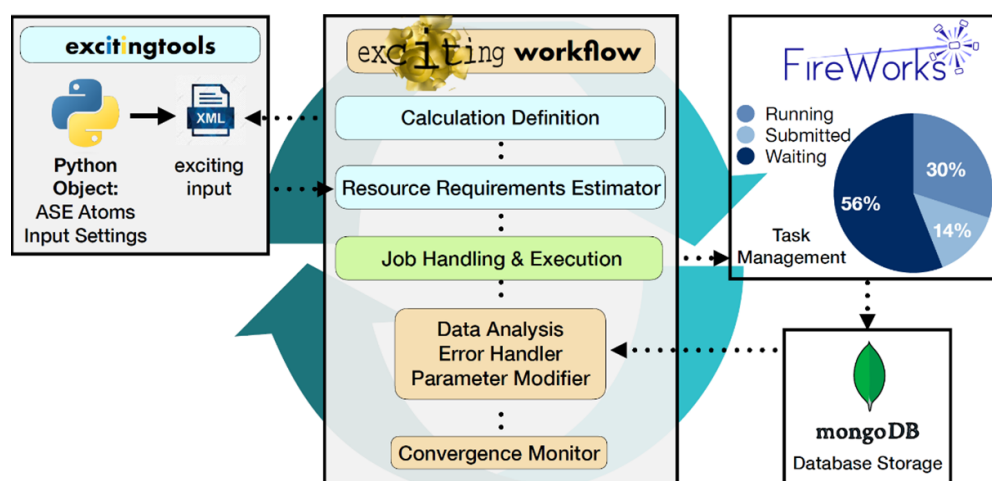 excitingtools
XML
Python
Object:
ASE Atoms
Input Settings
exciting
input
exciting workflow
Calculation Definition
Resource Requirements Estimator
Job Handling & Execution
Data Analysis
Error Handler
Parameter Modifier
Convergence Monitor
FireWorks
Running
Submitted
Waiting
30%
56%
14%
Task
Management
mongoDB
Database Storage